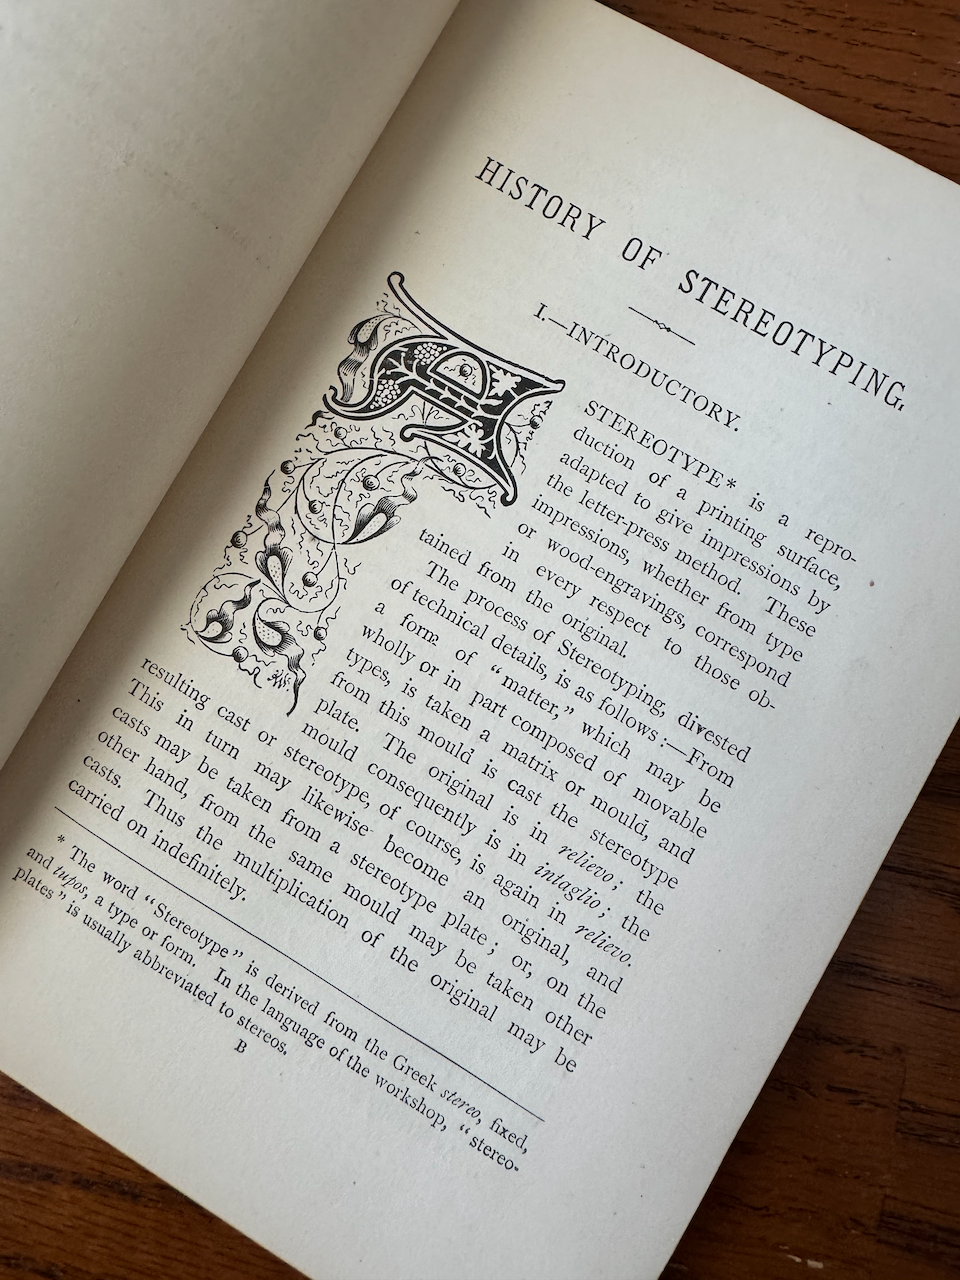 HISTORY OF STEREOTYPING.
I.—INTRODUCTORY.
A STEREOTYPE* is a repro-
duction of a printing surface,
adapted to give impressions by
the letter-press method. These
impressions, whether from type
or wood-engravings, correspond
in every respect to those ob-
tained from the original.
The process of Stereotyping, divested
of technical details, is as follows:—From
a form of “matter,” which may be
wholly or in part composed of movable
types, is taken a matrix or mould, and
from this mould is cast the stereotype
plate. The original is in relievo; the
mould consequently is in intaglio; the
resulting cast or stereotype, of course, is again in relievo.
This in turn may likewise become an original, and
casts may be taken from a stereotype plate; or, on the
other hand, from the same mould may be taken other
casts. Thus the multiplication of the original may be
carried on indefinitely.
* The word “Stereotype” is derived from the Greek stereo, fixed,
and tupos, a type or form. In the language of the workshop, “stereo-
plates” is usually abbreviated to stereos.
B